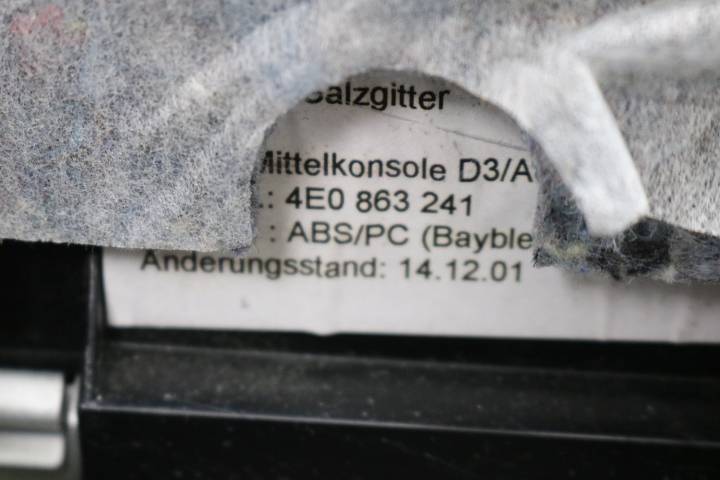 Salzgitter
Mittelkonsole D3/A
: 4E0 863 241
: ABS/PC (Bayble
Änderungsstand: 14.12.01